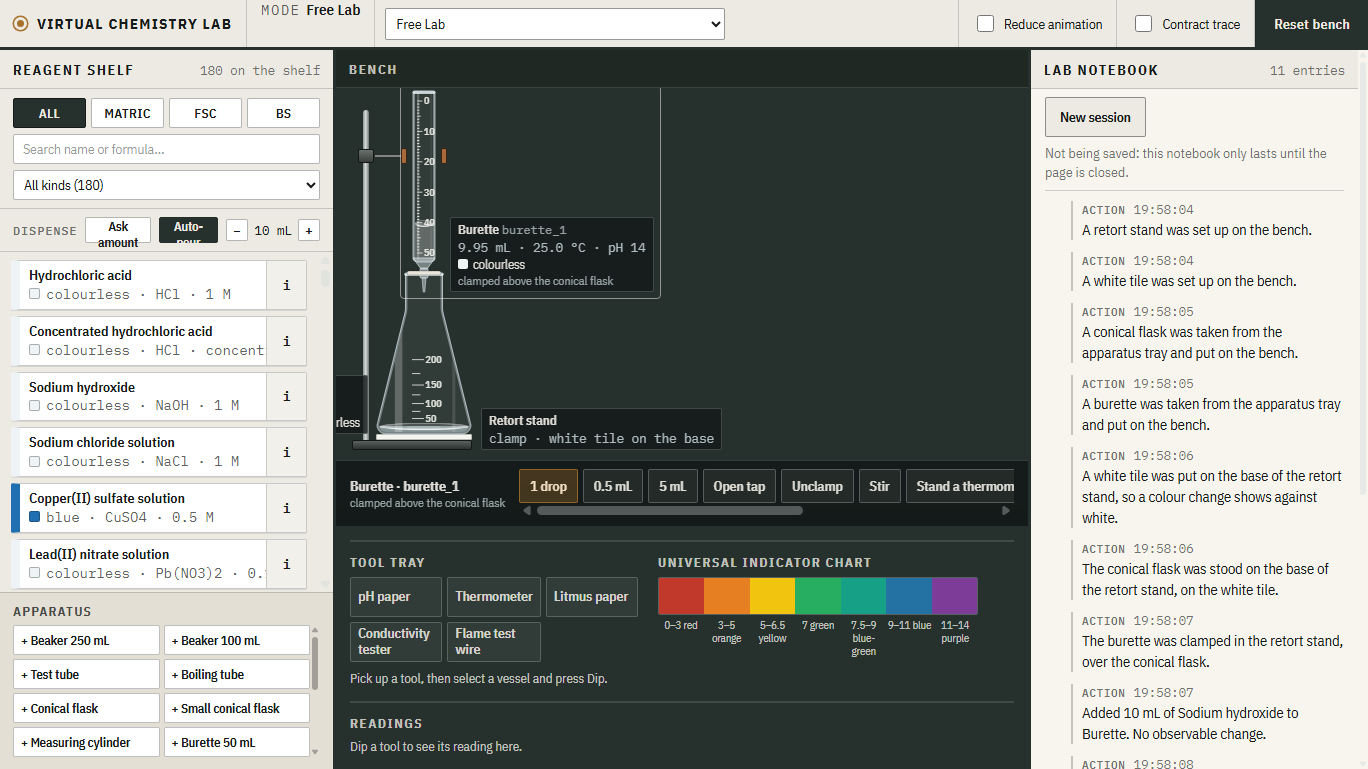 VIRTUAL CHEMISTRY LAB
MODE Free Lab
Free Lab
Reduce animation
Contract trace
Reset bench
REAGENT SHELF
180 on the shelf
ALL
MATRIC
FSC
BS
Search name or formula...
All kinds (180)
DISPENSE
Ask
amount
Auto-
pour
−
10 mL
+
Hydrochloric acid
colourless · HCl · 1 M
i
Concentrated hydrochloric acid
colourless · HCl · concent
i
Sodium hydroxide
colourless · NaOH · 1 M
i
Sodium chloride solution
colourless · NaCl · 1 M
i
Copper(II) sulfate solution
blue · CuSO4 · 0.5 M
i
Lead(II) nitrate solution
colourless · Pb(NO3)2 · 0.
i
APPARATUS
+ Beaker 250 mL
+ Beaker 100 mL
+ Test tube
+ Boiling tube
+ Conical flask
+ Small conical flask
+ Measuring cylinder
+ Burette 50 mL
BENCH
0
10
20
30
40
50
Burette burette_1
9.95 mL · 25.0 °C · pH 14
colourless
clamped above the conical flask
200
150
100
50
rless
Retort stand
clamp · white tile on the base
Burette · burette_1
clamped above the conical flask
1 drop
0.5 mL
5 mL
Open tap
Unclamp
Stir
Stand a thermom
TOOL TRAY
pH paper
Thermometer
Litmus paper
Conductivity
tester
Flame test
wire
Pick up a tool, then select a vessel and press Dip.
UNIVERSAL INDICATOR CHART
0–3 red
3–5
orange
5–6.5
yellow
7 green
7.5–9
blue-
green
9–11 blue
11–14
purple
READINGS
Dip a tool to see its reading here.
LAB NOTEBOOK
11 entries
New session
Not being saved: this notebook only lasts until the
page is closed.
ACTION 19:58:04
A retort stand was set up on the bench.
ACTION 19:58:04
A white tile was set up on the bench.
ACTION 19:58:05
A conical flask was taken from the
apparatus tray and put on the bench.
ACTION 19:58:05
A burette was taken from the apparatus tray
and put on the bench.
ACTION 19:58:06
A white tile was put on the base of the retort
stand, so a colour change shows against
white.
ACTION 19:58:06
The conical flask was stood on the base of
the retort stand, on the white tile.
ACTION 19:58:07
The burette was clamped in the retort stand,
over the conical flask.
ACTION 19:58:07
Added 10 mL of Sodium hydroxide to
Burette. No observable change.
ACTION 19:58:08